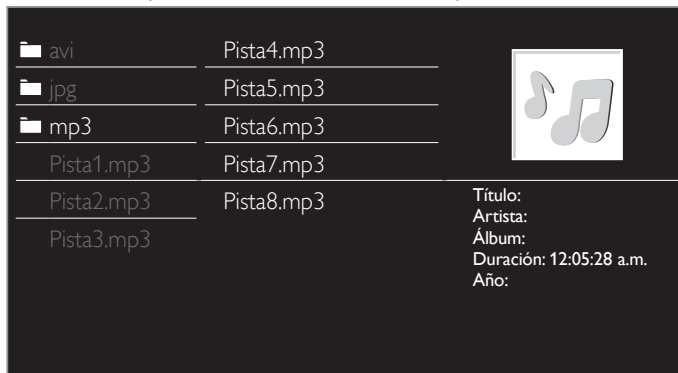 avi
jpg
mp3
Pista1.mp3
Pista2.mp3
Pista3.mp3
Pista4.mp3
Pista5.mp3
Pista6.mp3
Pista7.mp3
Pista8.mp3
Título:
Artista:
Álbum:
Duración: 12:05:28 a.m.
Año: